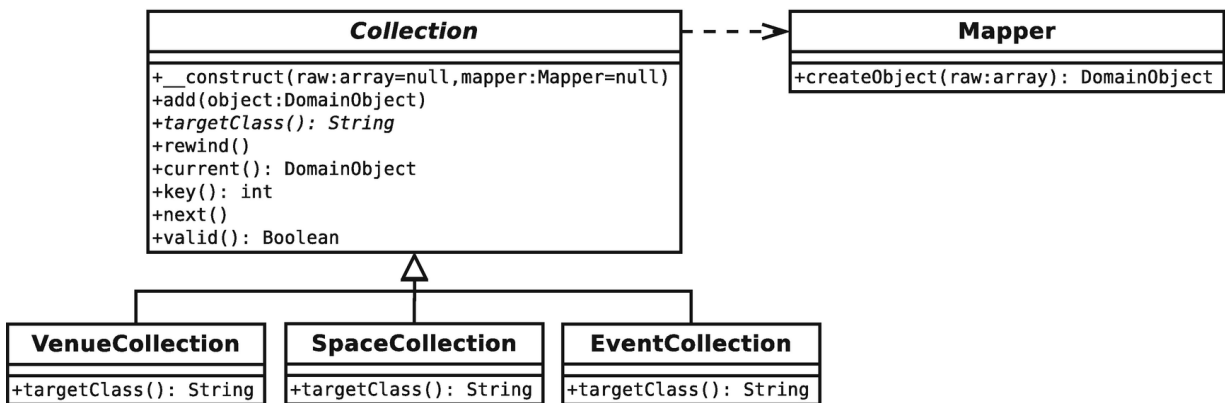 Collection
+__construct(raw:array=null,mapper:Mapper=null)
+add(object:DomainObject)
+targetClass(): String
+rewind()
+current(): DomainObject
+key(): int
+next()
+valid(): Boolean
Mapper
+createObject(raw:array): DomainObject
VenueCollection
+targetClass(): String
SpaceCollection
+targetClass(): String
EventCollection
+targetClass(): String